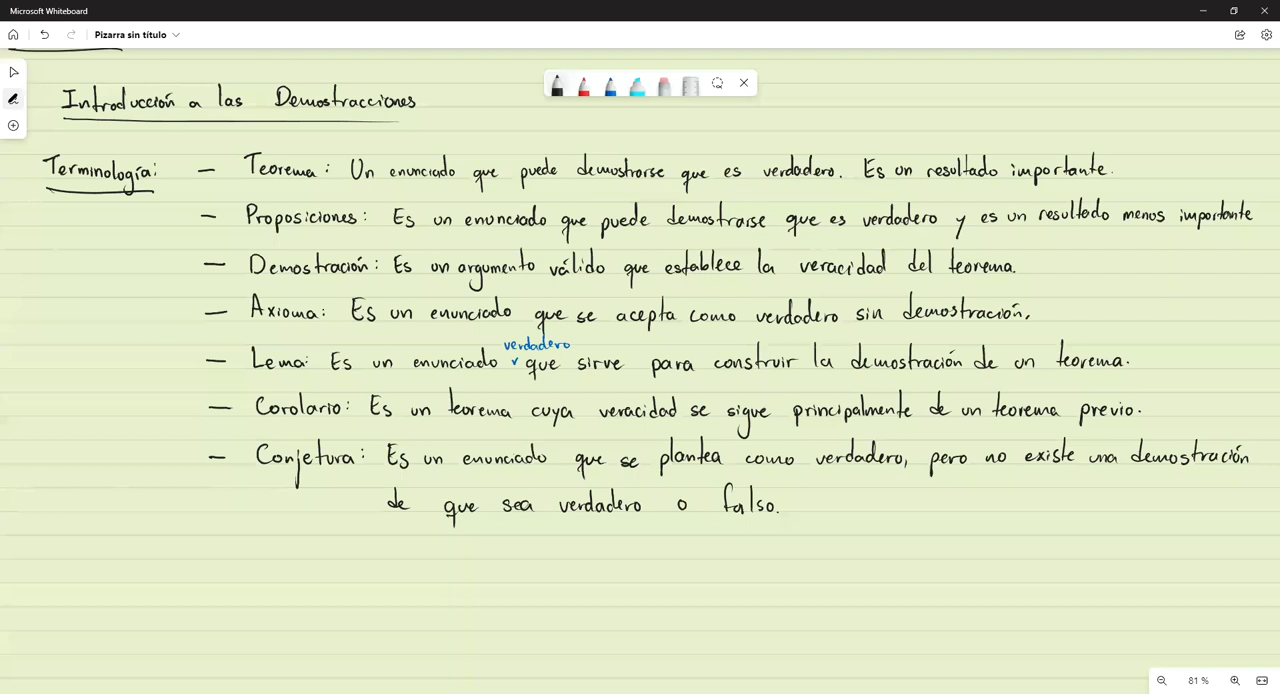 Microsoft Whiteboard
Pizarra sin título
Introducción a las Demostracciones
Terminología: — Teorema: Un enunciado que puede demostrarse que es verdadero. Es un resultado importante.
— Proposiciones: Es un enunciado que puede demostrarse que es verdadero y es un resultado menos importante
— Demostración: Es un argumento válido que establece la veracidad del teorema.
— Axioma: Es un enunciado que se acepta como verdadero sin demostración.
verdadero
— Lema: Es un enunciado ✓ que sirve para construir la demostración de un teorema.
— Corolario: Es un teorema cuya veracidad se sigue principalmente de un teorema previo.
— Conjetura: Es un enunciado que se plantea como verdadero, pero no existe una demostración
de que sea verdadero o falso.
81 %